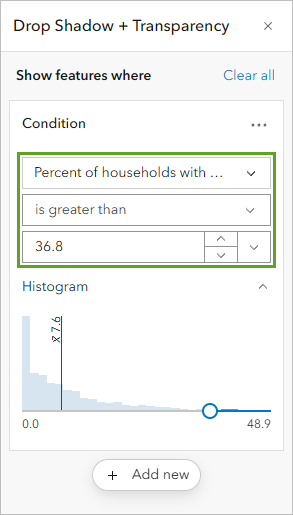 Drop Shadow + Transparency
Show features where
Clear all
Condition
Percent of households with ...
is greater than
36.8
Histogram
x̄ 7.6
0.0
48.9
+ Add new